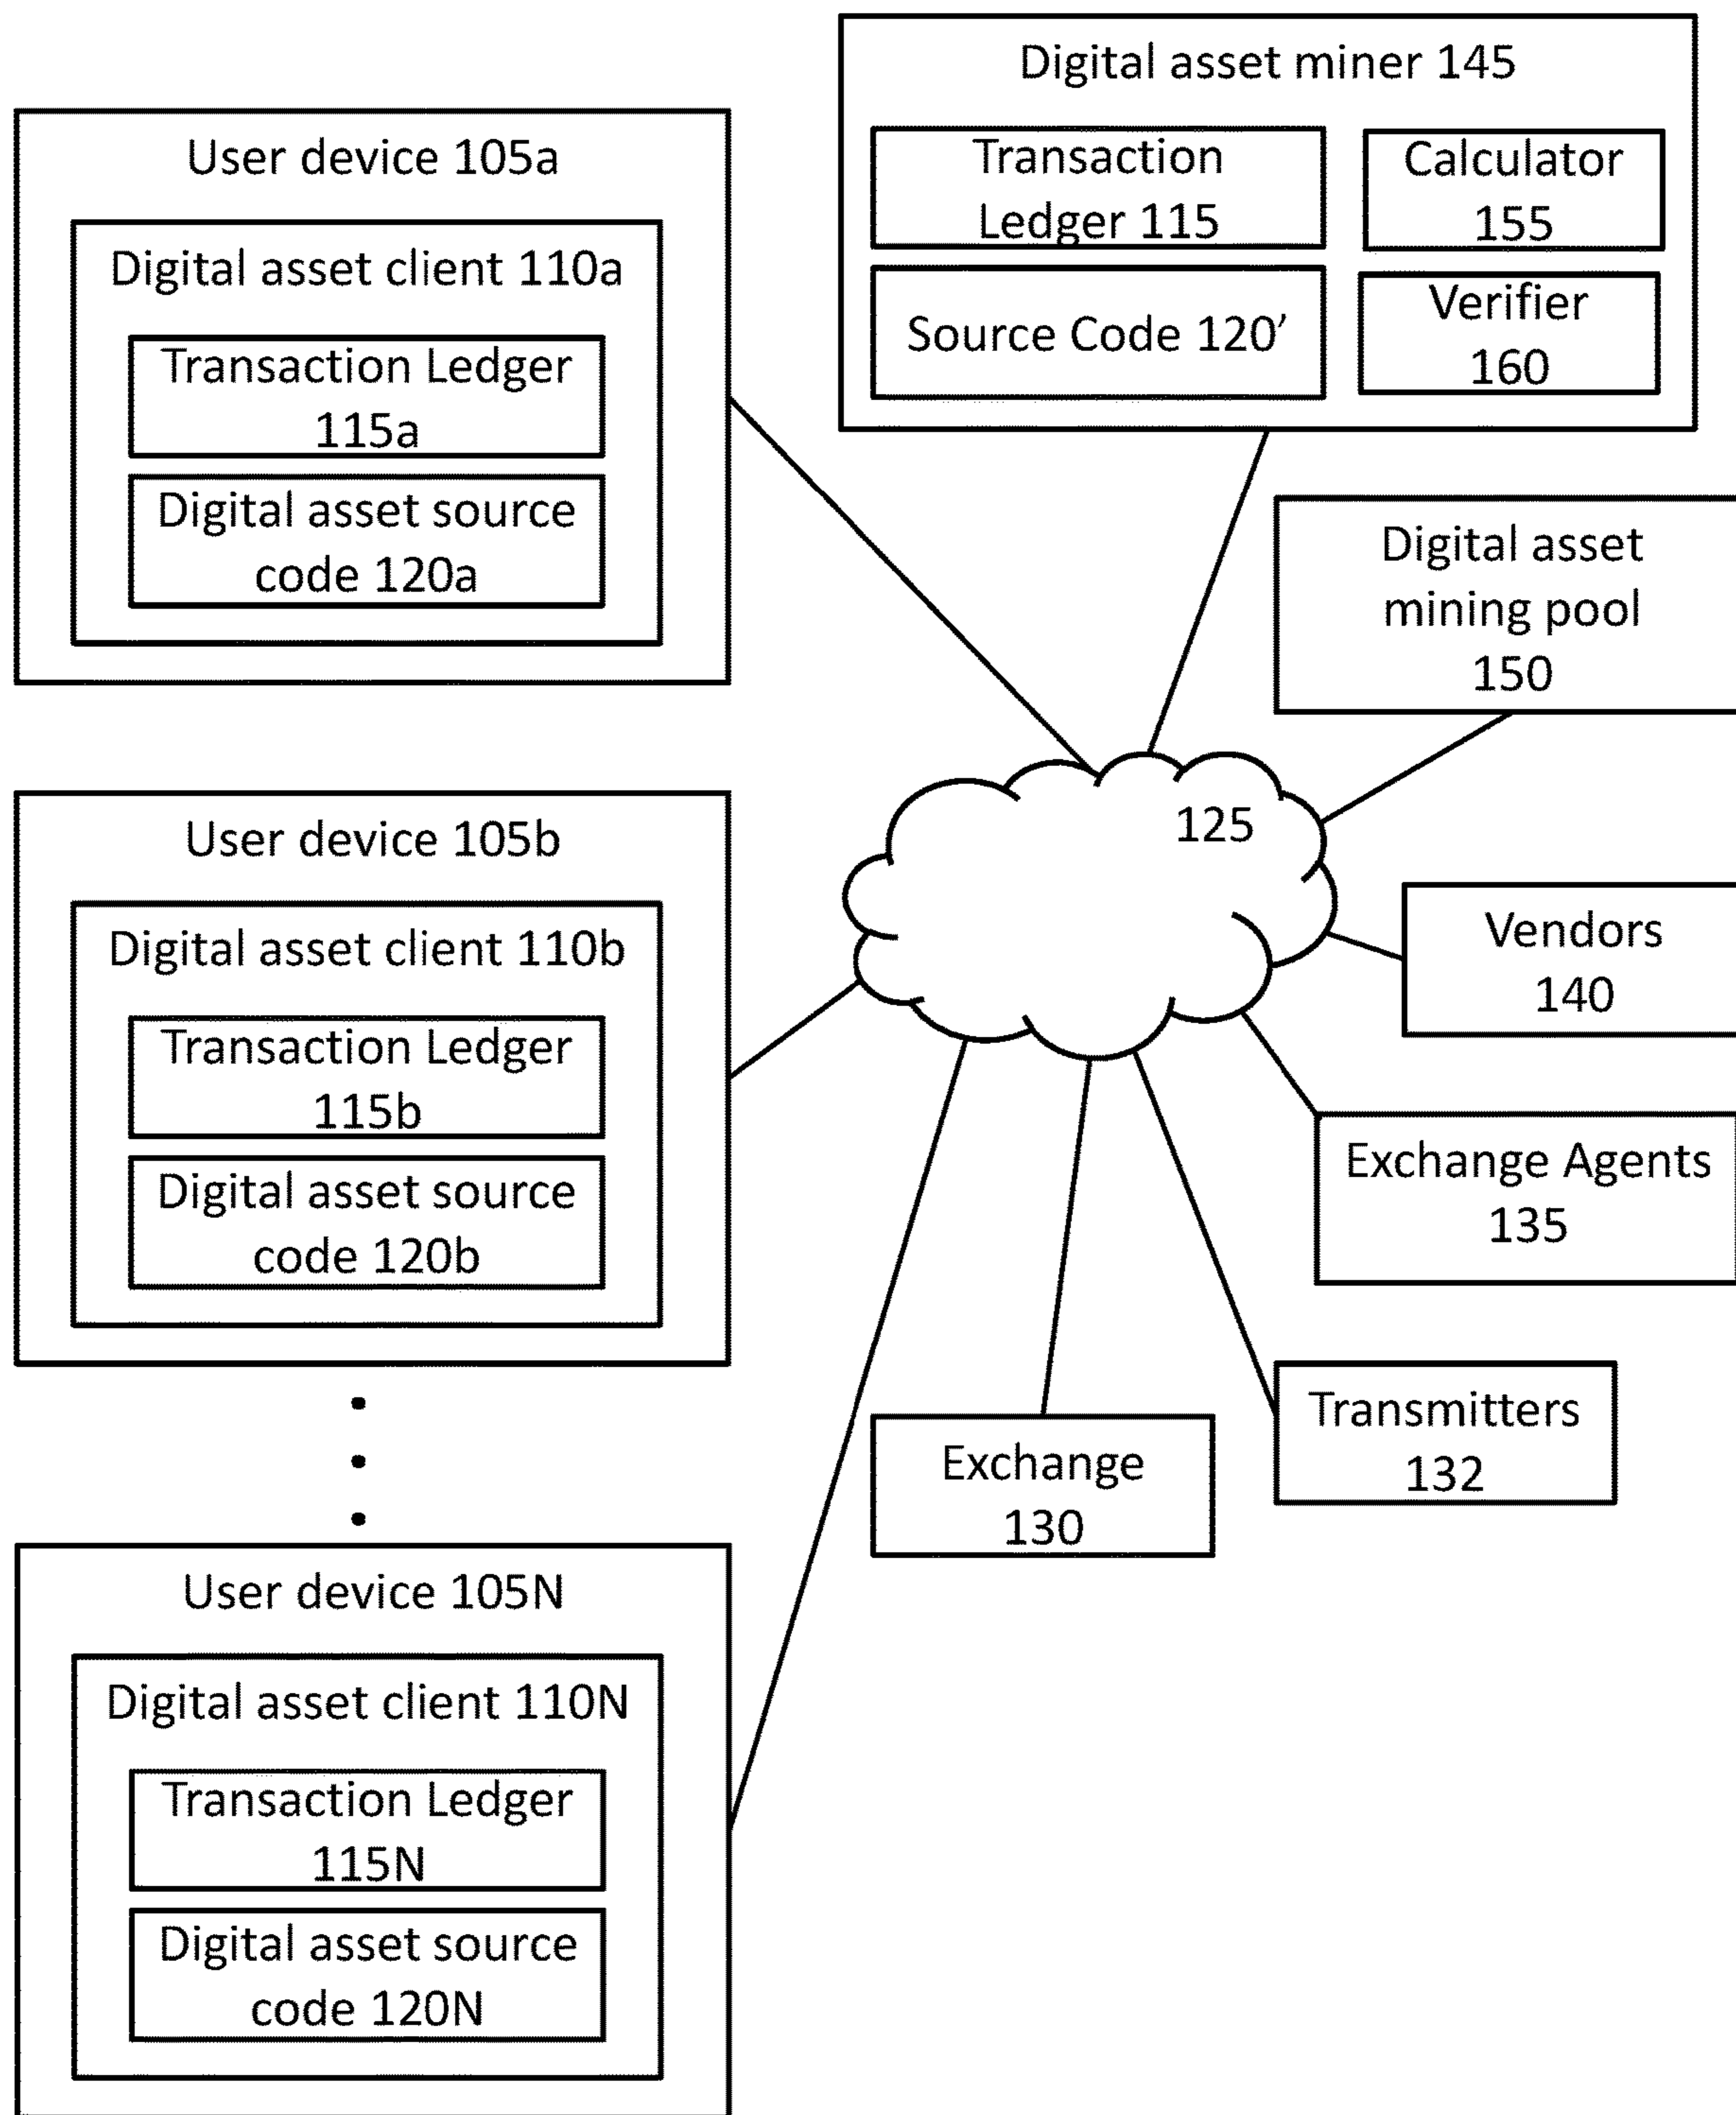 Digital asset miner 145
Transaction
Ledger 115
Calculator
155
Source Code 120’
Verifier
160
User device 105a
Digital asset client 110a
Transaction Ledger
115a
Digital asset source
code 120a
Digital asset
mining pool
150
125
User device 105b
Digital asset client 110b
Transaction Ledger
115b
Digital asset source
code 120b
Vendors
140
Exchange Agents
135
Transmitters
132
Exchange
130
User device 105N
Digital asset client 110N
Transaction Ledger
115N
Digital asset source
code 120N